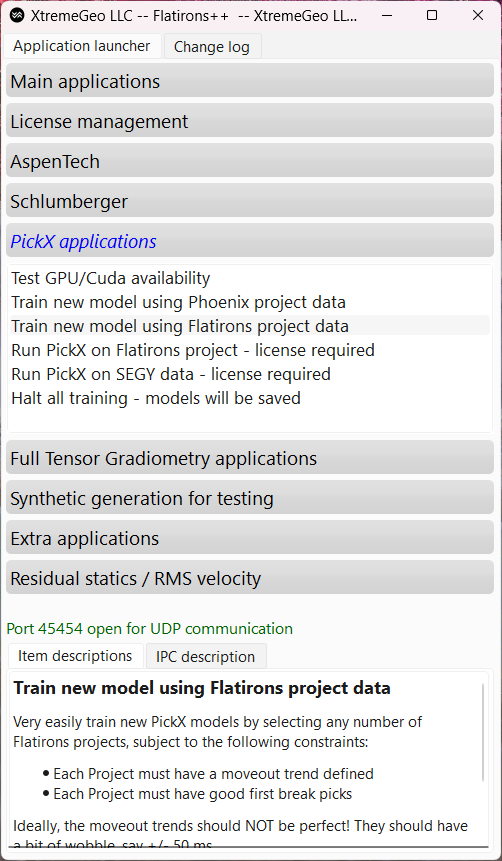 XtremeGeo LLC -- Flatirons++ -- XtremeGeo LL...
Application launcher
Change log
Main applications
License management
AspenTech
Schlumberger
PickX applications
Test GPU/Cuda availability
Train new model using Phoenix project data
Train new model using Flatirons project data
Run PickX on Flatirons project - license required
Run PickX on SEGY data - license required
Halt all training - models will be saved
Full Tensor Gradiometry applications
Synthetic generation for testing
Extra applications
Residual statics / RMS velocity
Port 45454 open for UDP communication
Item descriptions
IPC description
Train new model using Flatirons project data
Very easily train new PickX models by selecting any number of
Flatirons projects, subject to the following constraints:
• Each Project must have a moveout trend defined
• Each Project must have good first break picks
Ideally, the moveout trends should NOT be perfect! They should have
a bit of wobble, say +/- 50 ms